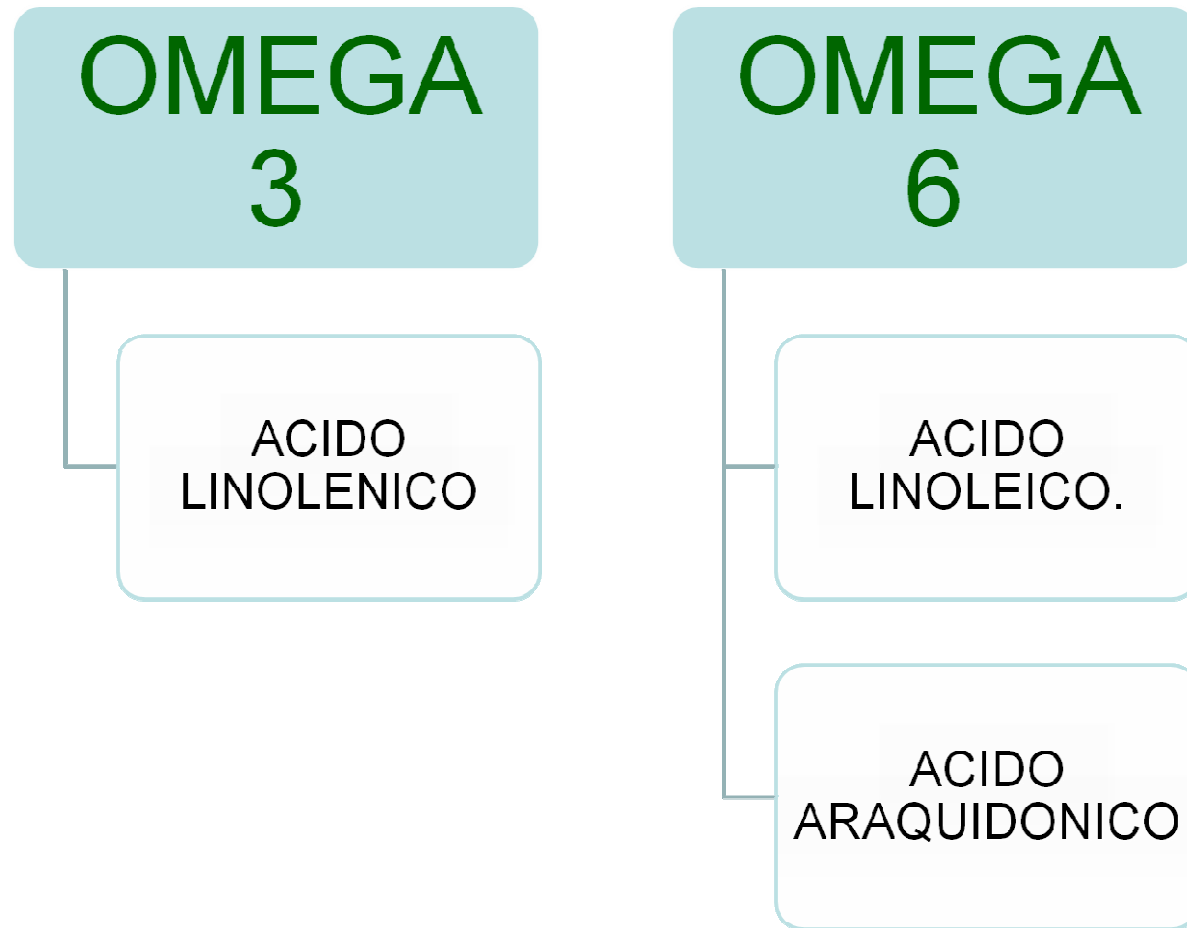 OMEGA
3
ACIDO
LINOLENICO
OMEGA
6
ACIDO
LINOLEICO.
ACIDO
ARAQUIDONICO